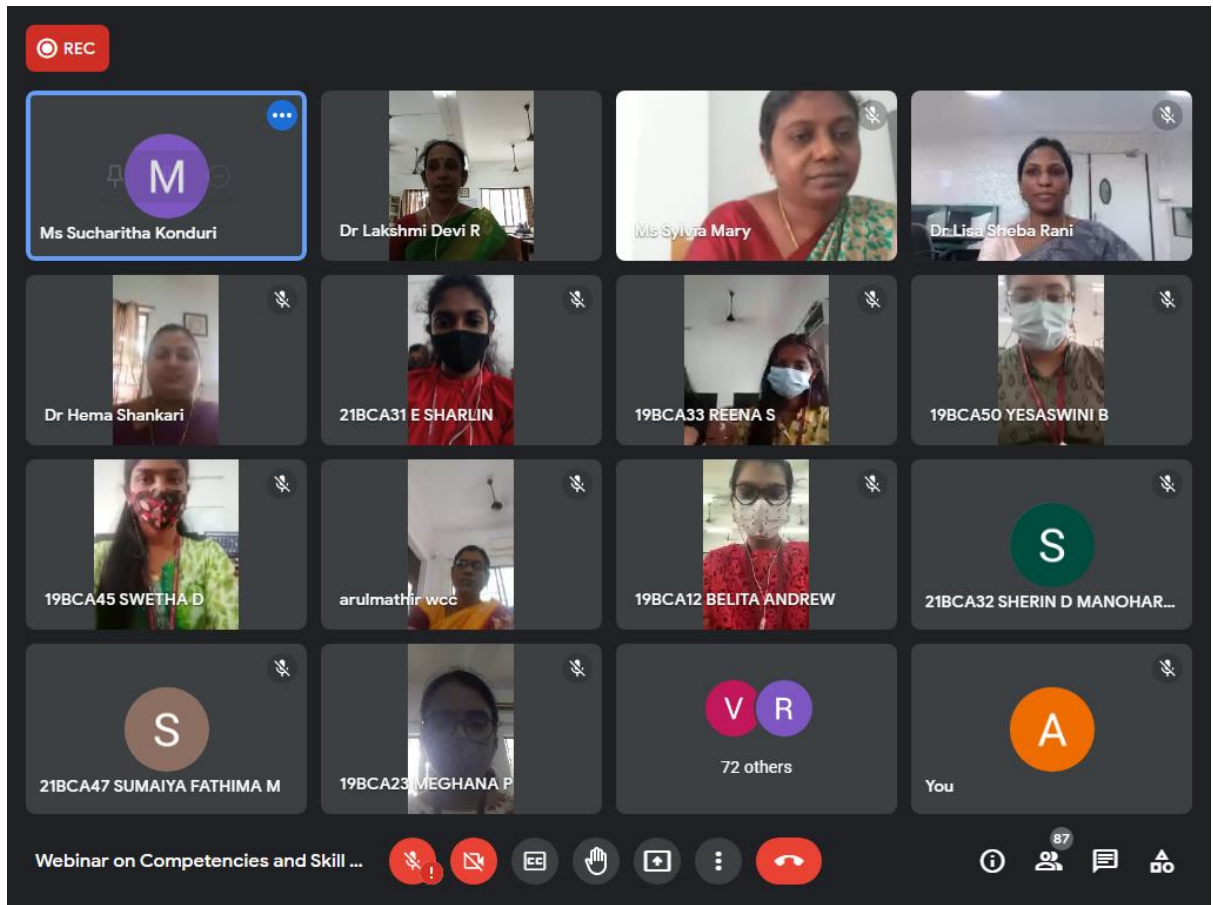 REC
M
Ms Sucharitha Konduri
Dr Lakshmi Devi R
Ms Sylvia Mary
Dr Lisa Sheba Rani
Dr Hema Shankari
21BCA31 E SHARLIN
19BCA33 REENA S
19BCA50 YESASWINI B
19BCA45 SWETHA D
arulmathir wcc
19BCA12 BELITA ANDREW
S
21BCA32 SHERIN D MANOHAR...
S
21BCA47 SUMAIYA FATHIMA M
19BCA23 MEGHANA P
V R
72 others
A
You
Webinar on Competencies and Skill ...
CC
87